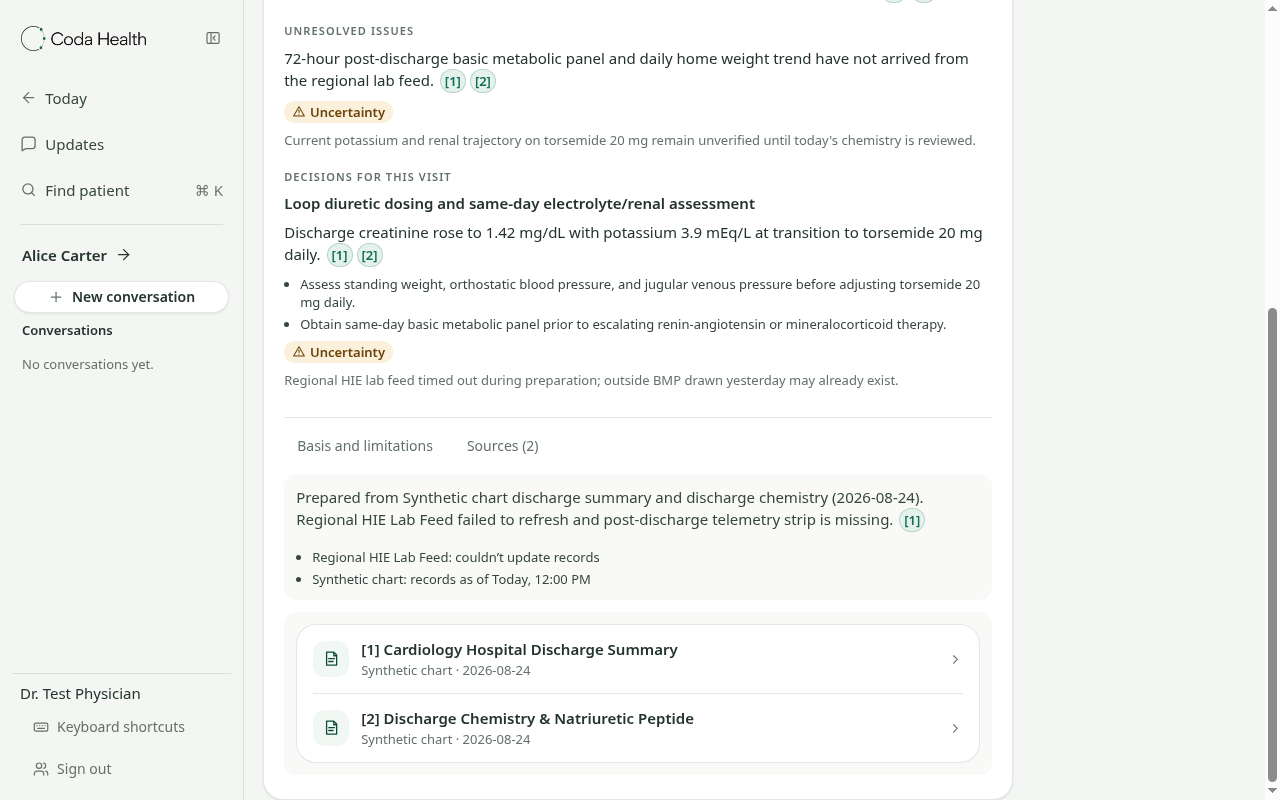 Coda Health
Today
Updates
Find patient ⌘ K
Alice Carter
New conversation
Conversations
No conversations yet.
Dr. Test Physician
Keyboard shortcuts
Sign out
UNRESOLVED ISSUES
72-hour post-discharge basic metabolic panel and daily home weight trend have not arrived from
the regional lab feed. [1] [2]
Uncertainty
Current potassium and renal trajectory on torsemide 20 mg remain unverified until today's chemistry is reviewed.
DECISIONS FOR THIS VISIT
Loop diuretic dosing and same-day electrolyte/renal assessment
Discharge creatinine rose to 1.42 mg/dL with potassium 3.9 mEq/L at transition to torsemide 20 mg
daily. [1] [2]
• Assess standing weight, orthostatic blood pressure, and jugular venous pressure before adjusting torsemide 20
mg daily.
• Obtain same-day basic metabolic panel prior to escalating renin-angiotensin or mineralocorticoid therapy.
Uncertainty
Regional HIE lab feed timed out during preparation; outside BMP drawn yesterday may already exist.
Basis and limitations Sources (2)
Prepared from Synthetic chart discharge summary and discharge chemistry (2026-08-24).
Regional HIE Lab Feed failed to refresh and post-discharge telemetry strip is missing. [1]
• Regional HIE Lab Feed: couldn’t update records
• Synthetic chart: records as of Today, 12:00 PM
[1] Cardiology Hospital Discharge Summary
Synthetic chart · 2026-08-24
[2] Discharge Chemistry & Natriuretic Peptide
Synthetic chart · 2026-08-24